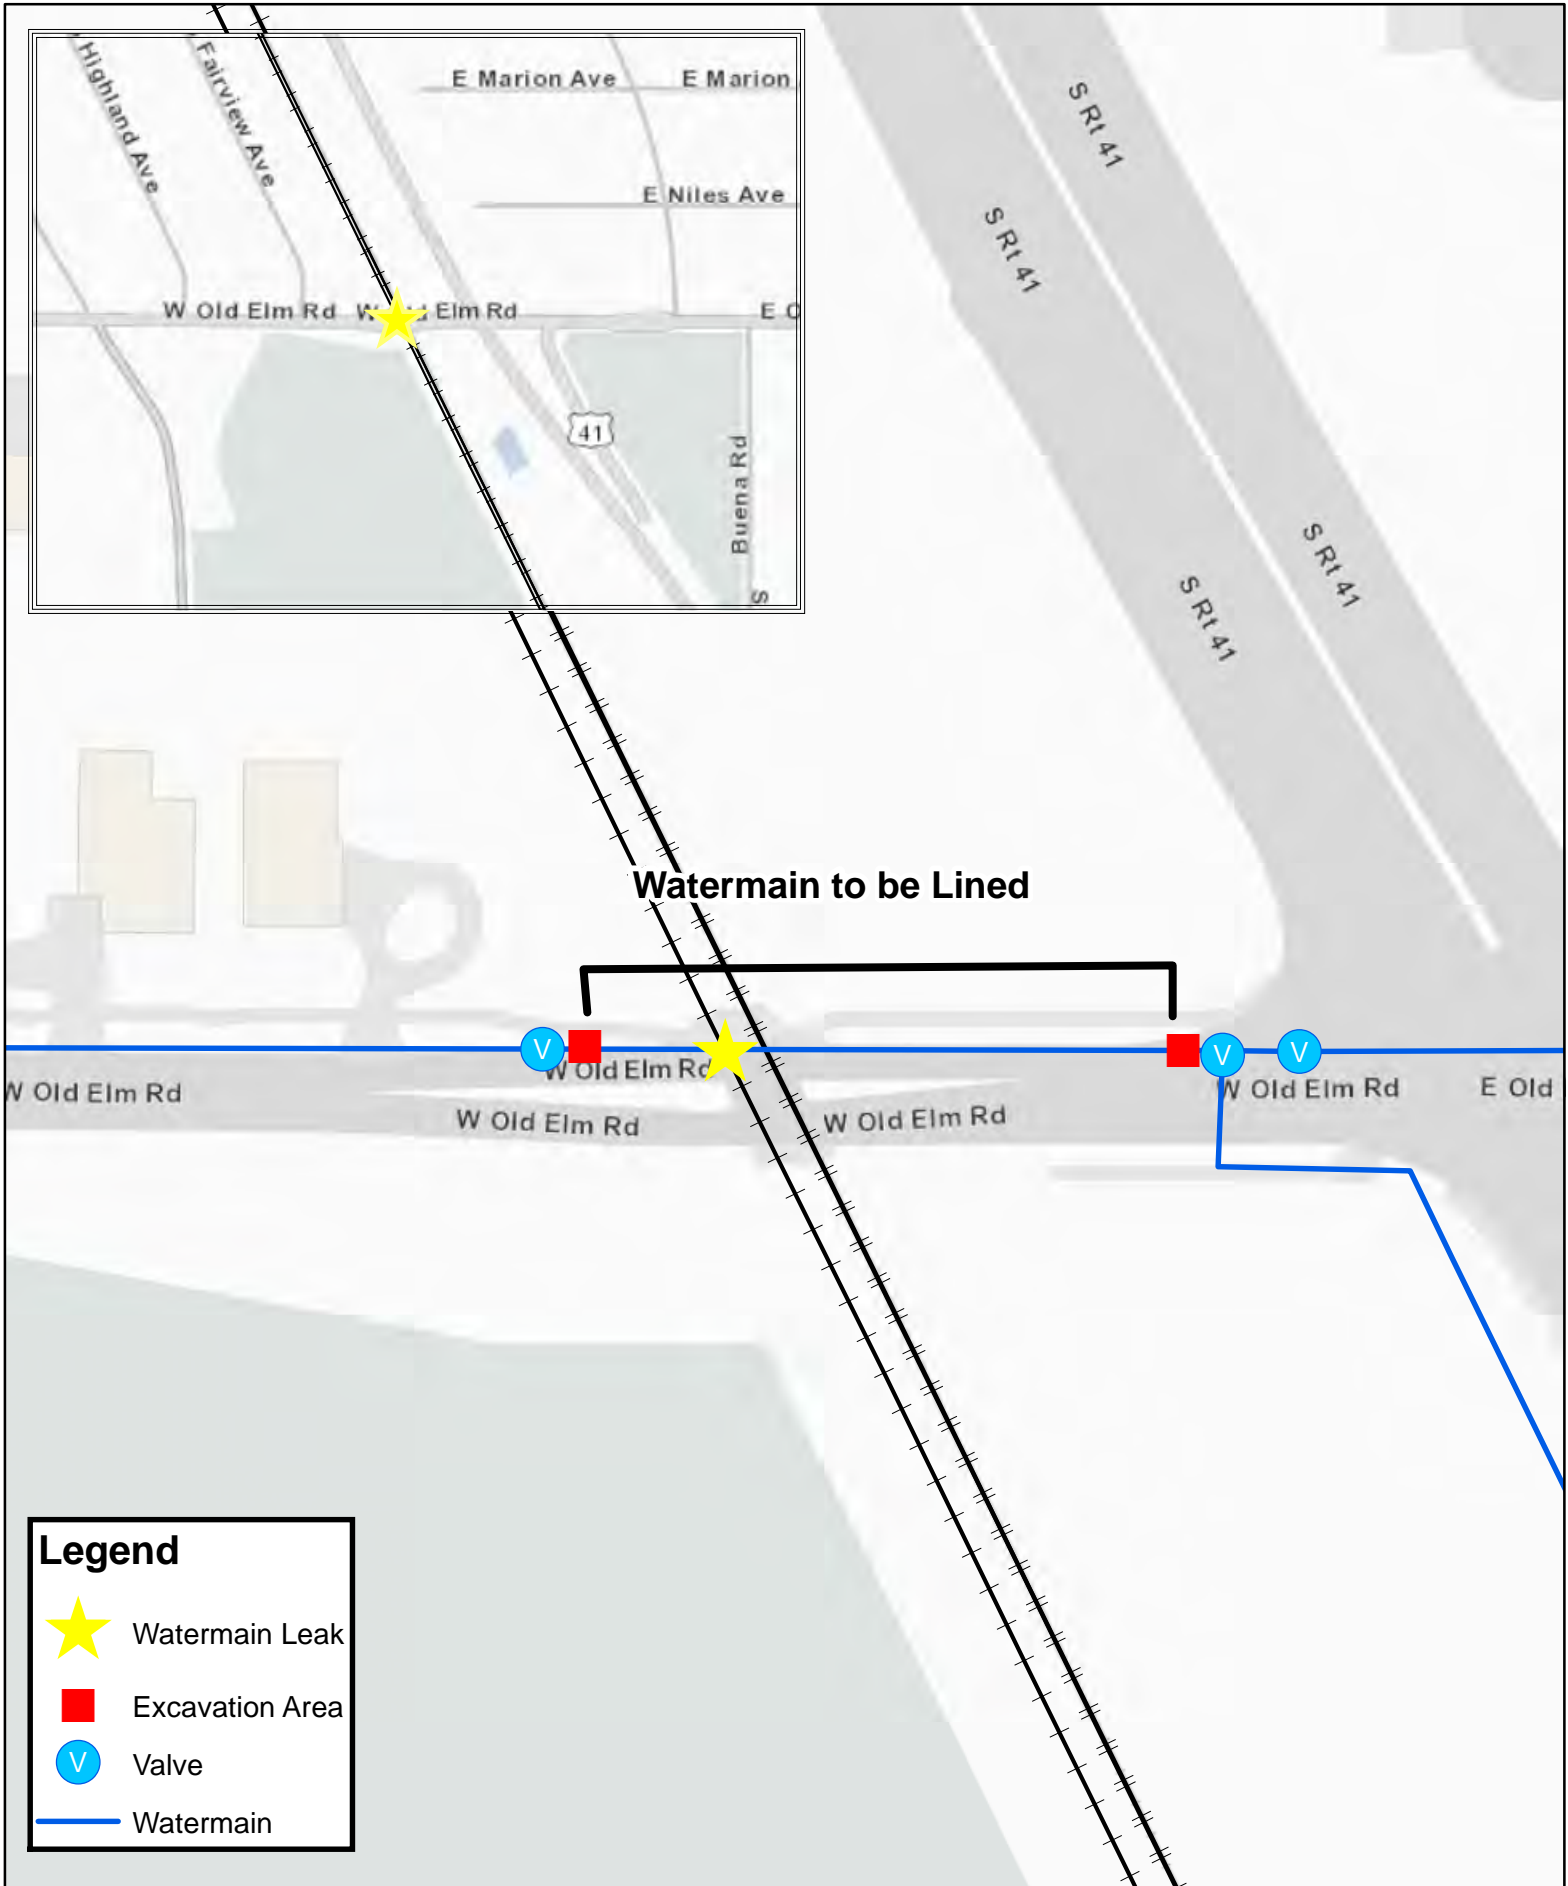 Highland Ave
Fairview Ave
E Marion Ave
E Marion
E Niles Ave
W Old Elm Rd
Elm Rd
E O
41
Buena Rd
S
S Rt 41
S Rt 41
S Rt 41
S Rt 41
Watermain to be Lined
V
V
V
W Old Elm Rd
W Old Elm Rd
W Old Elm Rd
W Old Elm Rd
W Old Elm Rd
E Old
Legend
Watermain Leak
Excavation Area
V
Valve
Watermain